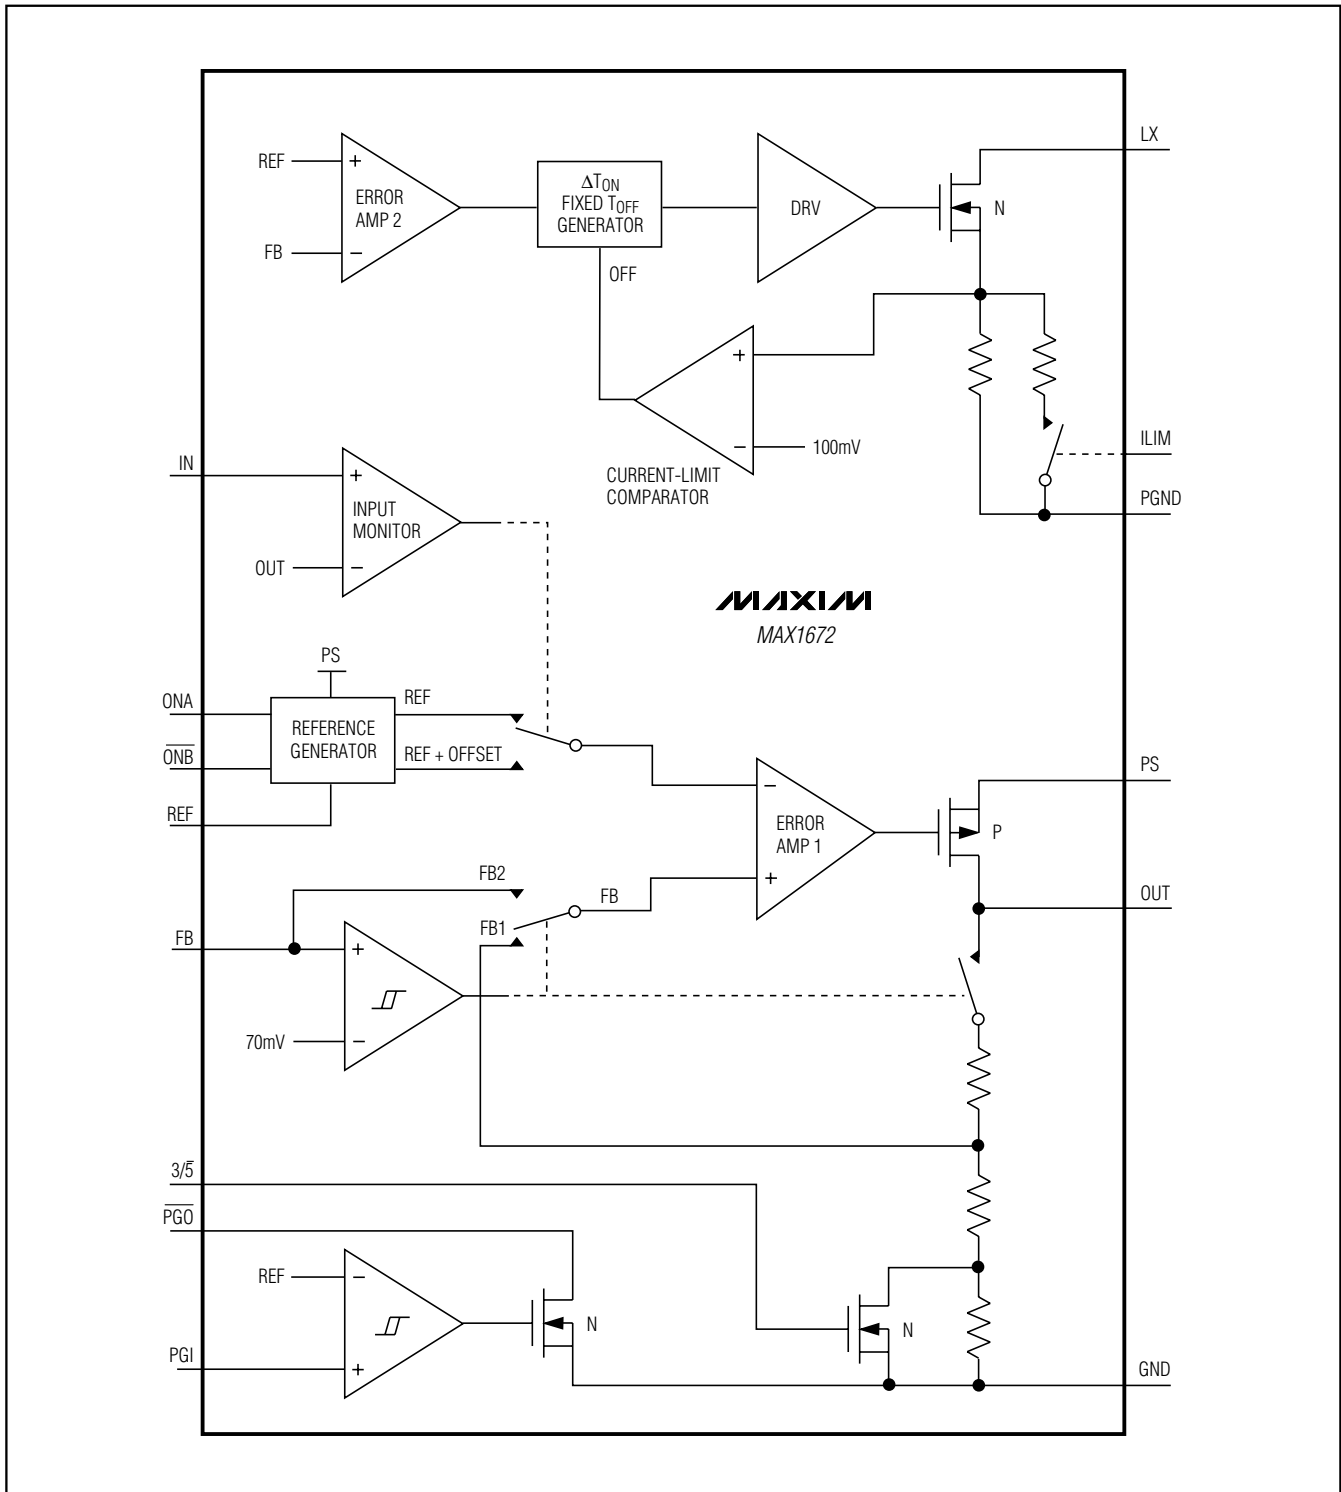 LX
REF
+
ERROR
AMP 2
FB
−
ΔTON
FIXED TOFF
GENERATOR
OFF
DRV
N
+
−
100mV
CURRENT-LIMIT
COMPARATOR
ILIM
PGND
IN
+
INPUT
MONITOR
OUT
−
MAXIM
MAX1672
PS
ONA
O̅N̅B̅
REF
REFERENCE
GENERATOR
REF
REF + OFFSET
−
ERROR
AMP 1
+
PS
P
OUT
FB2
FB
FB1
FB
+
70mV
−
3/5̅
P̅G̅O̅
REF
−
PGI
+
N
N
GND